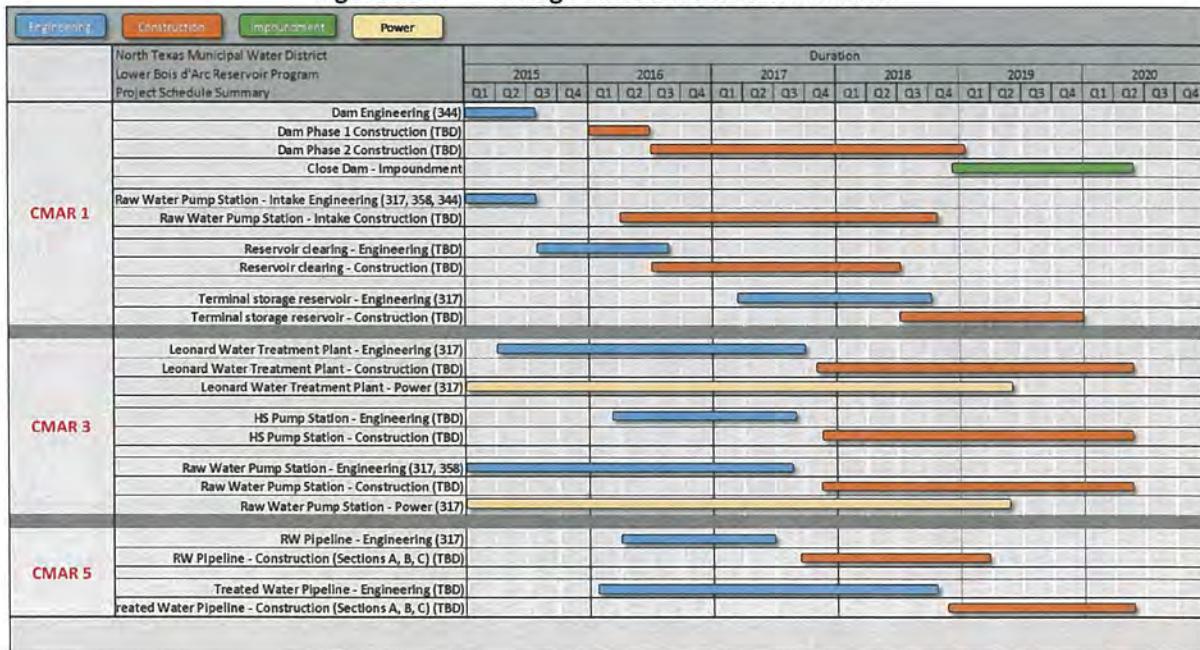 Engineering Construction Impoundment Power
North Texas Municipal Water District
Lower Bois d'Arc Reservoir Program
Project Schedule Summary
Duration
2015 2016 2017 2018 2019 2020
Q1 Q2 Q3 Q4 Q1 Q2 Q3 Q4 Q1 Q2 Q3 Q4 Q1 Q2 Q3 Q4 Q1 Q2 Q3 Q4 Q1 Q2 Q3 Q4
CMAR 1
Dam Engineering (344)
Dam Phase 1 Construction (TBD)
Dam Phase 2 Construction (TBD)
Close Dam - Impoundment
Raw Water Pump Station - Intake Engineering (317, 358, 344)
Raw Water Pump Station - Intake Construction (TBD)
Reservoir clearing - Engineering (TBD)
Reservoir clearing - Construction (TBD)
Terminal storage reservoir - Engineering (317)
Terminal storage reservoir - Construction (TBD)
CMAR 3
Leonard Water Treatment Plant - Engineering (317)
Leonard Water Treatment Plant - Construction (TBD)
Leonard Water Treatment Plant - Power (317)
HS Pump Station - Engineering (TBD)
HS Pump Station - Construction (TBD)
Raw Water Pump Station - Engineering (317, 358)
Raw Water Pump Station - Construction (TBD)
Raw Water Pump Station - Power (317)
CMAR 5
RW Pipeline - Engineering (317)
RW Pipeline - Construction (Sections A, B, C) (TBD)
Treated Water Pipeline - Engineering (TBD)
reated Water Pipeline - Construction (Sections A, B, C) (TBD)